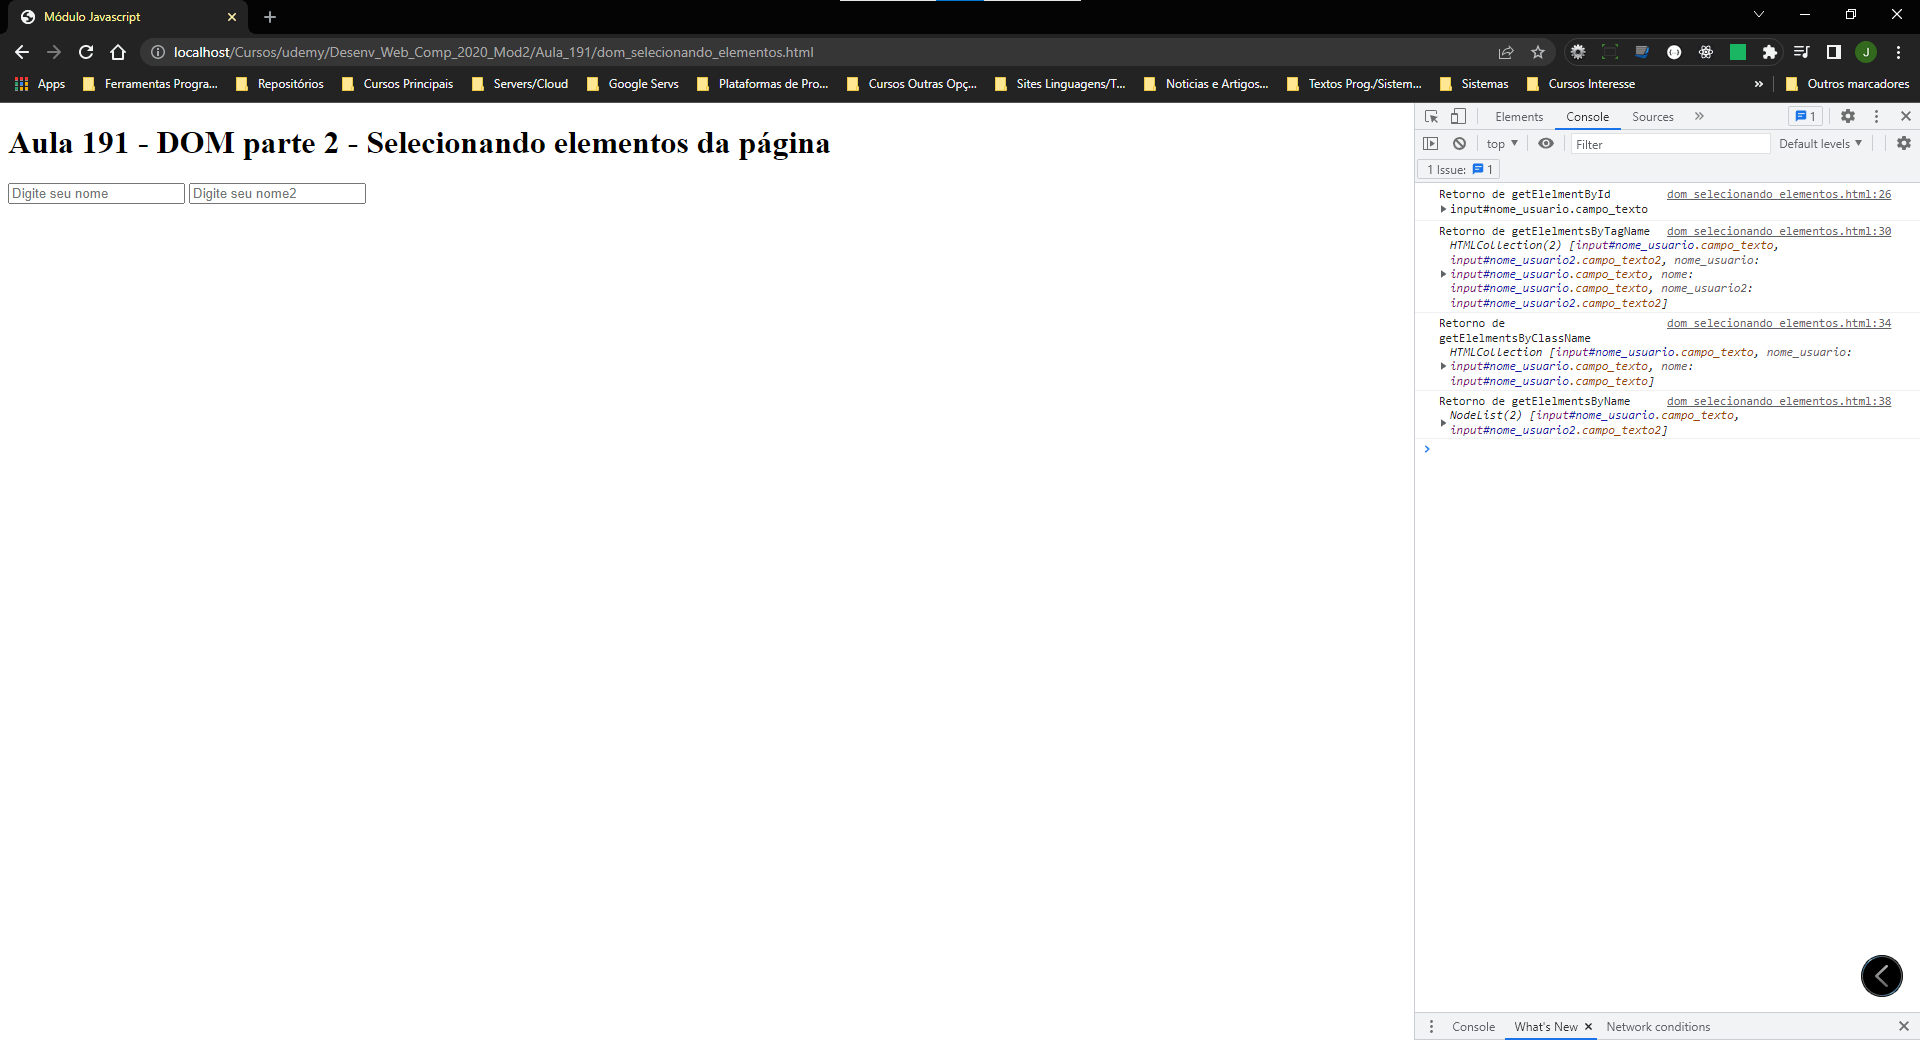 Módulo Javascript
localhost/Cursos/udemy/Desenv_Web_Comp_2020_Mod2/Aula_191/dom_selecionando_elementos.html
J
Apps Ferramentas Progra... Repositórios Cursos Principais Servers/Cloud Google Servs Plataformas de Pro... Cursos Outras Opç... Sites Linguagens/T... Noticias e Artigos... Textos Prog./Sistem... Sistemas Cursos Interesse » Outros marcadores
Aula 191 - DOM parte 2 - Selecionando elementos da página
Digite seu nome Digite seu nome2
Elements Console Sources » 1
top Filter Default levels
1 Issue: 1
Retorno de getElelmentById dom_selecionando_elementos.html:26
input#nome_usuario.campo_texto
Retorno de getElelmentsByTagName dom_selecionando_elementos.html:30
HTMLCollection(2) [input#nome_usuario.campo_texto,
input#nome_usuario2.campo_texto2, nome_usuario:
input#nome_usuario.campo_texto, nome:
input#nome_usuario.campo_texto, nome_usuario2:
input#nome_usuario2.campo_texto2]
Retorno de dom_selecionando_elementos.html:34
getElelmentsByClassName
HTMLCollection [input#nome_usuario.campo_texto, nome_usuario:
input#nome_usuario.campo_texto, nome:
input#nome_usuario.campo_texto]
Retorno de getElelmentsByName dom_selecionando_elementos.html:38
NodeList(2) [input#nome_usuario.campo_texto,
input#nome_usuario2.campo_texto2]
Console What's New Network conditions